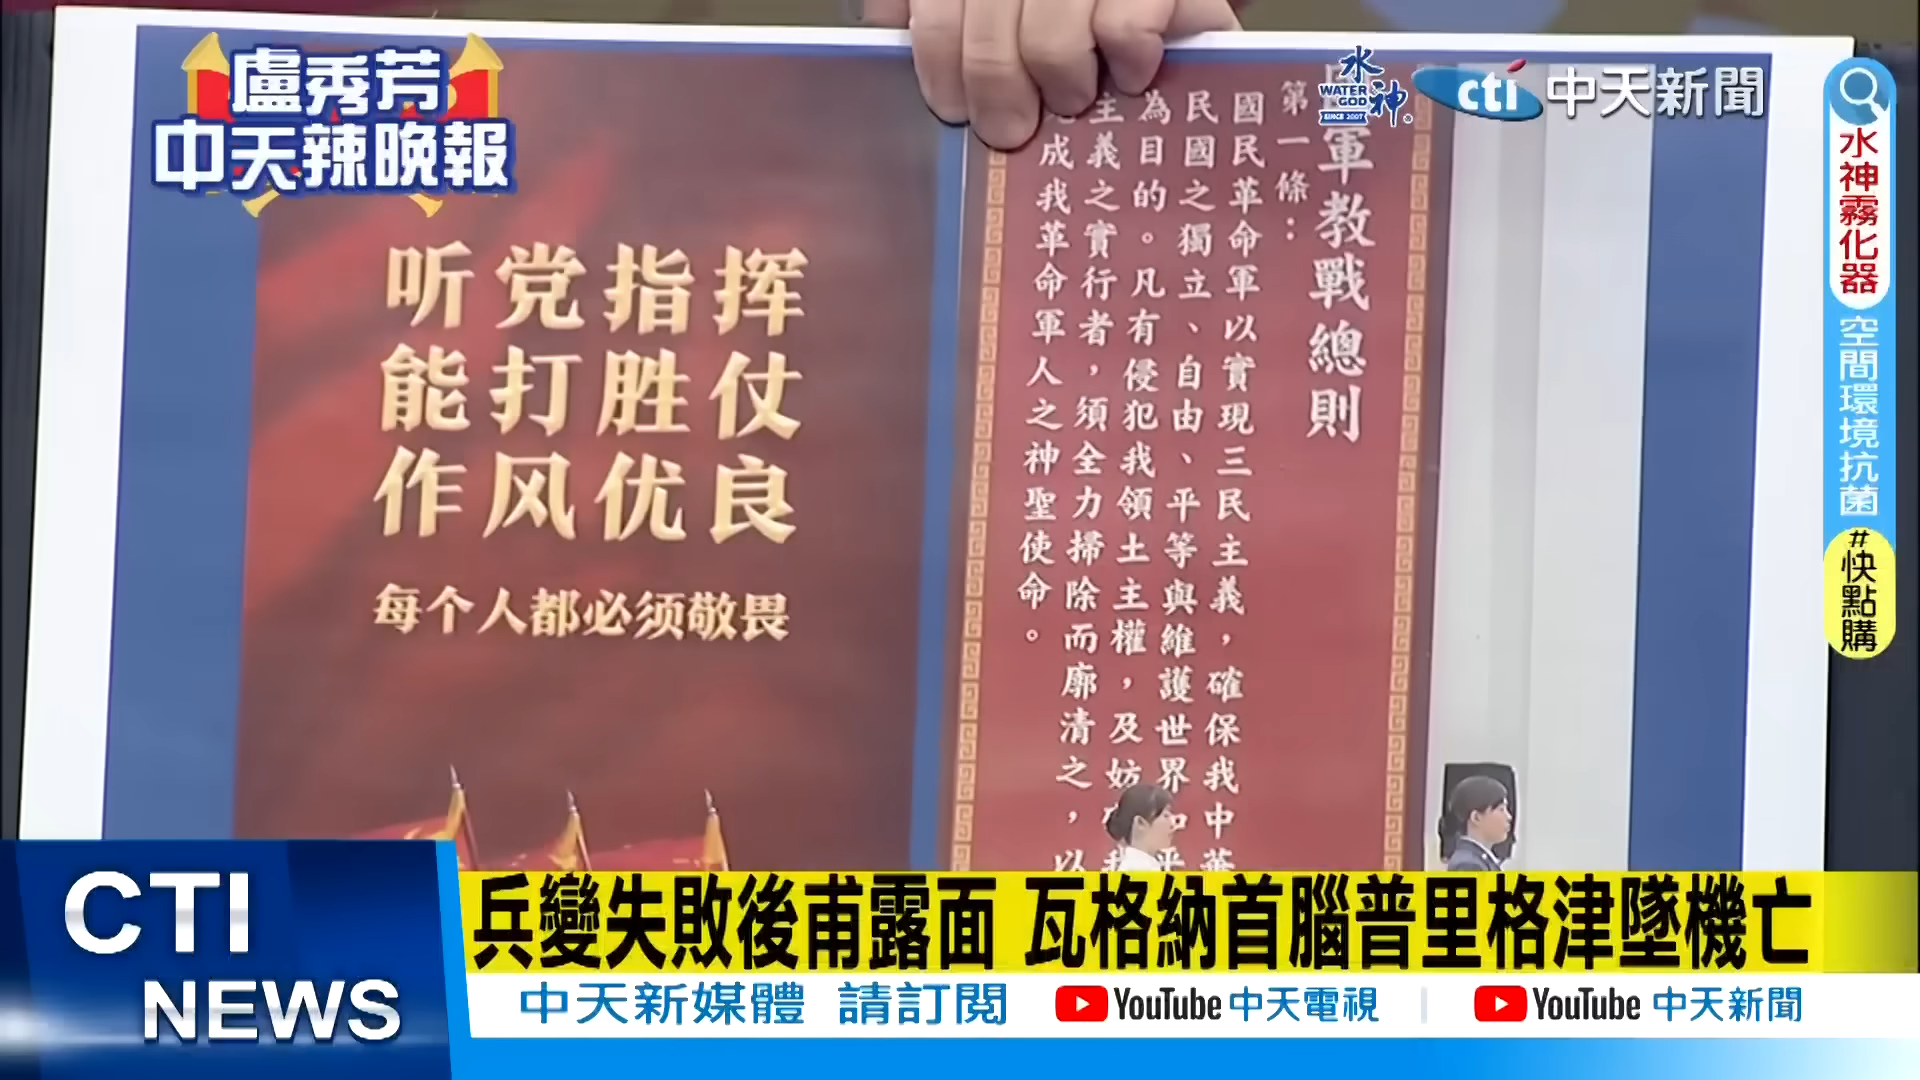 盧秀芳
中天辣晚報
水神
WATER GOD
SINCE 2007
cti 中天新聞
水神霧化器
空間環境抗菌
#快點購
听党指挥
能打胜仗
作风优良
每个人都必须敬畏
軍教戰總則
第一條：
國民革命軍以實現三民主義，確保我中華
民國之獨立、自由、平等與維護世界和平
為目的。凡有侵犯我領土主權，及妨
主義之實行者，須全力掃除而廓清之，以
成我革命軍人之神聖使命。
CTI
NEWS
兵變失敗後甫露面 瓦格納首腦普里格津墜機亡
中天新媒體 請訂閱 YouTube 中天電視 | YouTube 中天新聞